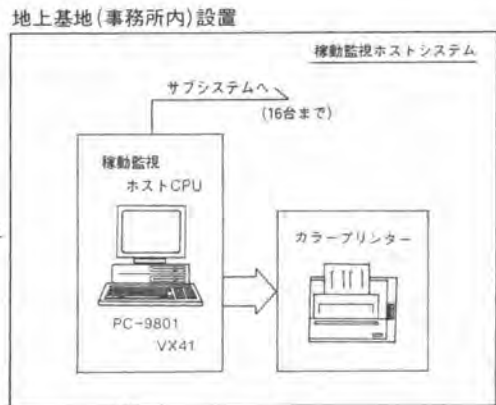 地上基地(事務所内)設置
稼動監視ホストシステム
サブシステムへ
(16台まで)
稼動監視
ホストCPU
PC-9801
VX41
カラープリンター